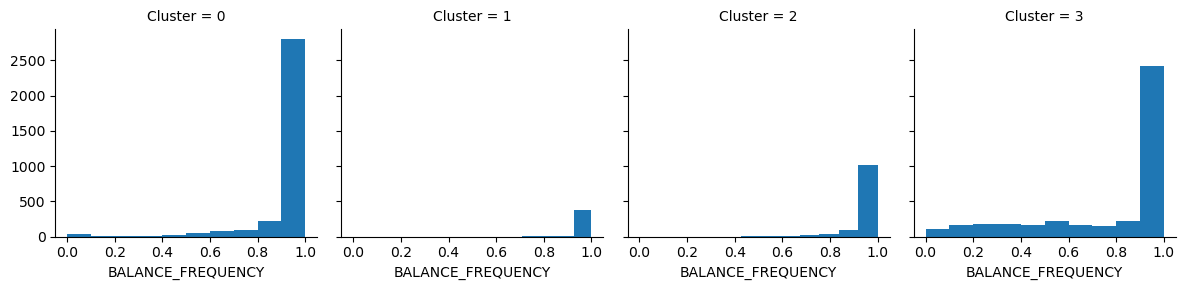 Cluster = 0
Cluster = 1
Cluster = 2
Cluster = 3
2500
2000
1500
1000
500
0
0.0 0.2 0.4 0.6 0.8 1.0
0.0 0.2 0.4 0.6 0.8 1.0
0.0 0.2 0.4 0.6 0.8 1.0
0.0 0.2 0.4 0.6 0.8 1.0
BALANCE_FREQUENCY
BALANCE_FREQUENCY
BALANCE_FREQUENCY
BALANCE_FREQUENCY